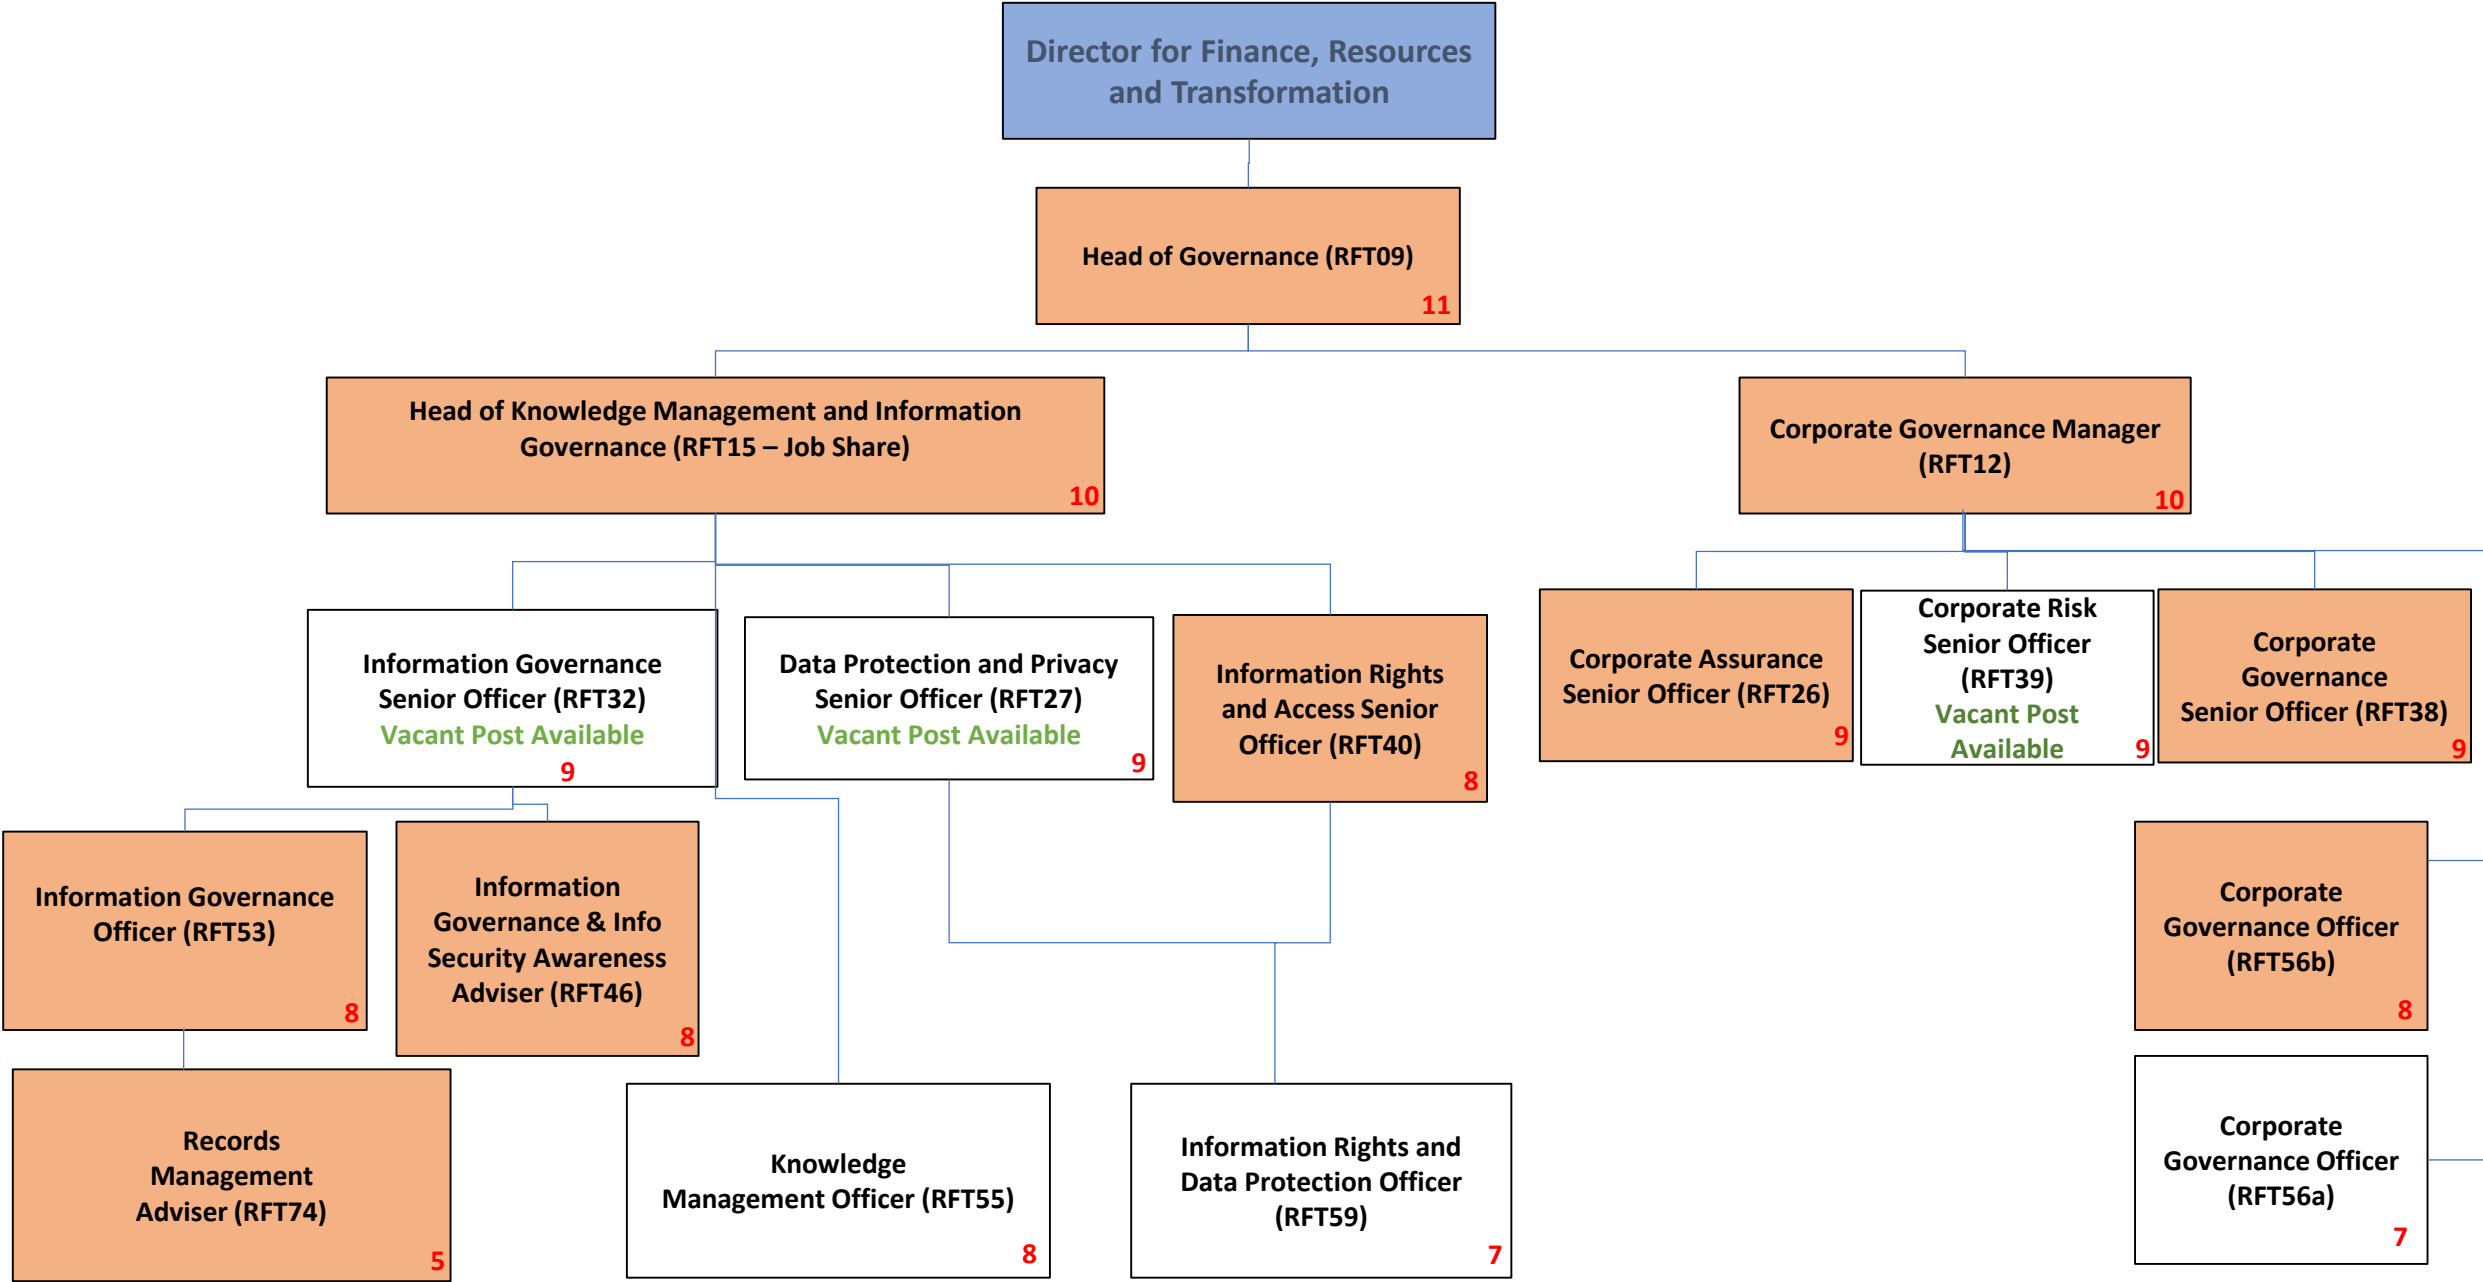 Director for Finance, Resources
and Transformation
Head of Governance (RFT09)
11
Head of Knowledge Management and Information
Governance (RFT15 – Job Share)
10
Corporate Governance Manager
(RFT12)
10
Information Governance
Senior Officer (RFT32)
Vacant Post Available
9
Data Protection and Privacy
Senior Officer (RFT27)
Vacant Post Available
9
Information Rights
and Access Senior
Officer (RFT40)
8
Corporate Assurance
Senior Officer (RFT26)
9
Corporate Risk
Senior Officer
(RFT39)
Vacant Post
Available
9
Corporate
Governance
Senior Officer (RFT38)
9
Information Governance
Officer (RFT53)
8
Information
Governance & Info
Security Awareness
Adviser (RFT46)
8
Corporate
Governance Officer
(RFT56b)
8
Records
Management
Adviser (RFT74)
5
Knowledge
Management Officer (RFT55)
8
Information Rights and
Data Protection Officer
(RFT59)
7
Corporate
Governance Officer
(RFT56a)
7